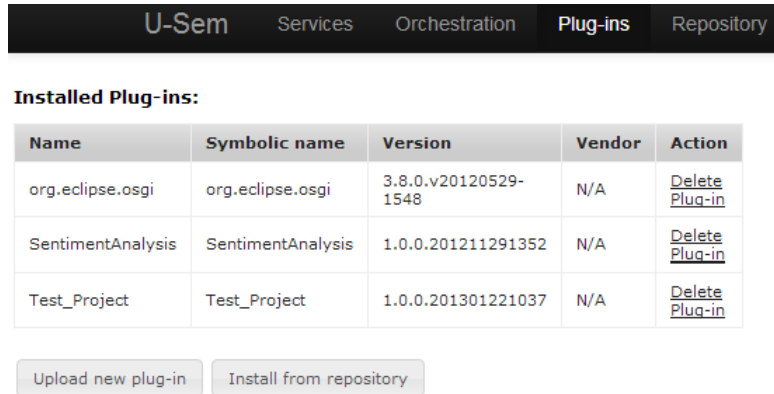 U-Sem Services Orchestration Plug-ins Repository
Installed Plug-ins:
Name Symbolic name Version Vendor Action
org.eclipse.osgi org.eclipse.osgi 3.8.0.v20120529-1548 N/A Delete Plug-in
SentimentAnalysis SentimentAnalysis 1.0.0.201211291352 N/A Delete Plug-in
Test_Project Test_Project 1.0.0.201301221037 N/A Delete Plug-in
Upload new plug-in Install from repository